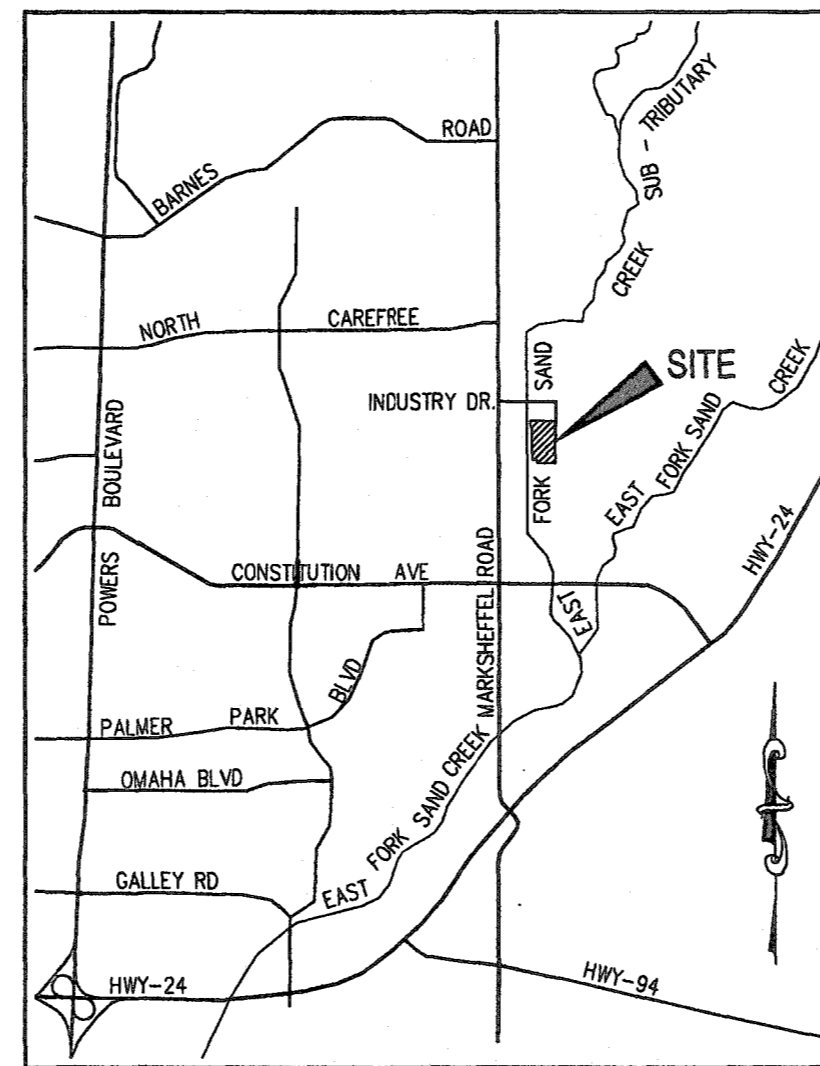 ROAD
BARNES
SUB - TRIBUTARY
CREEK
NORTH CAREFREE
SAND
SITE
INDUSTRY DR.
FORK
EAST FORK SAND CREEK
HWY-24
POWERS BOULEVARD
CONSTITUTION AVE
EAST
MARKSHEFFEL ROAD
PALMER PARK BLVD
OMAHA BLVD
EAST FORK SAND CREEK
GALLEY RD
HWY-24
HWY-94